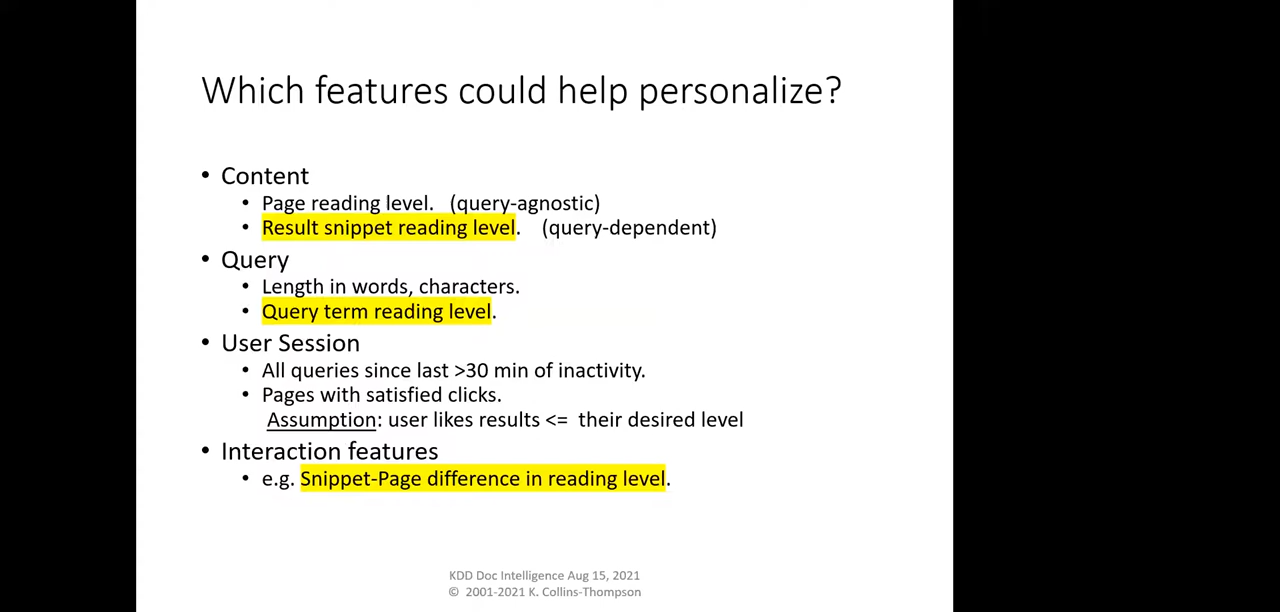 Which features could help personalize?
• Content
• Page reading level. (query-agnostic)
• Result snippet reading level. (query-dependent)
• Query
• Length in words, characters.
• Query term reading level.
• User Session
• All queries since last >30 min of inactivity.
• Pages with satisfied clicks.
Assumption: user likes results <= their desired level
• Interaction features
• e.g. Snippet-Page difference in reading level.
KDD Doc Intelligence Aug 15, 2021
© 2001-2021 K. Collins-Thompson